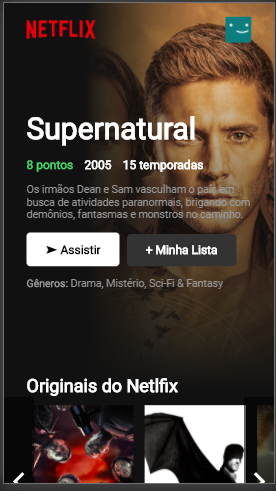 NETFLIX
Supernatural
8 pontos 2005 15 temporadas
Os irmãos Dean e Sam vasculham o país em
busca de atividades paranormais, brigando com
demônios, fantasmas e monstros no caminho.
➤ Assistir + Minha Lista
Gêneros: Drama, Mistério, Sci-Fi & Fantasy
Originais do Netlfix